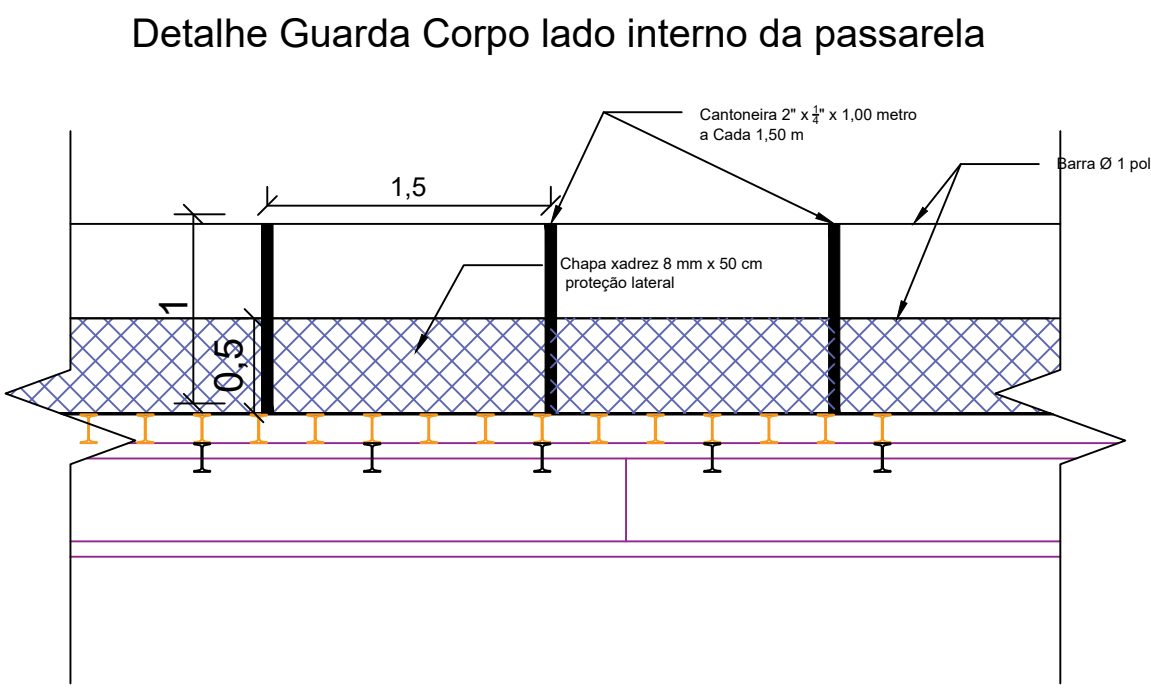 Detalhe Guarda Corpo lado interno da passarela
Cantoneira 2" x 1/4" x 1,00 metro
a Cada 1,50 m
Barra Ø 1 pol
1,5
Chapa xadrez 8 mm x 50 cm
proteção lateral
1
0,5